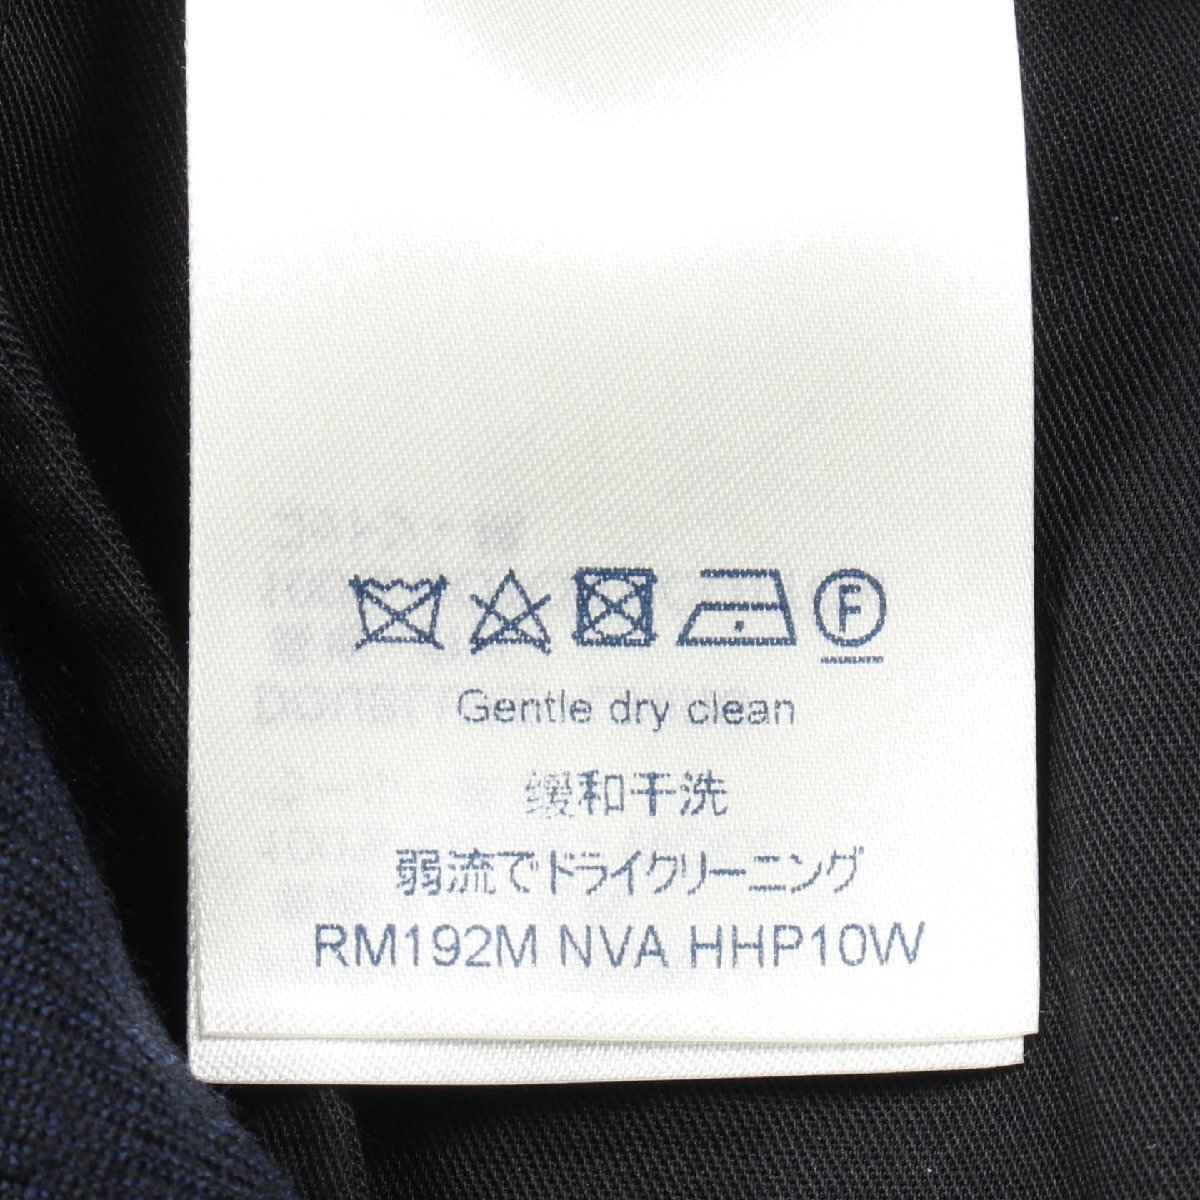 F
Gentle dry clean
缓和干洗
弱流でドライクリーニング
RM192M NVA HHP10W